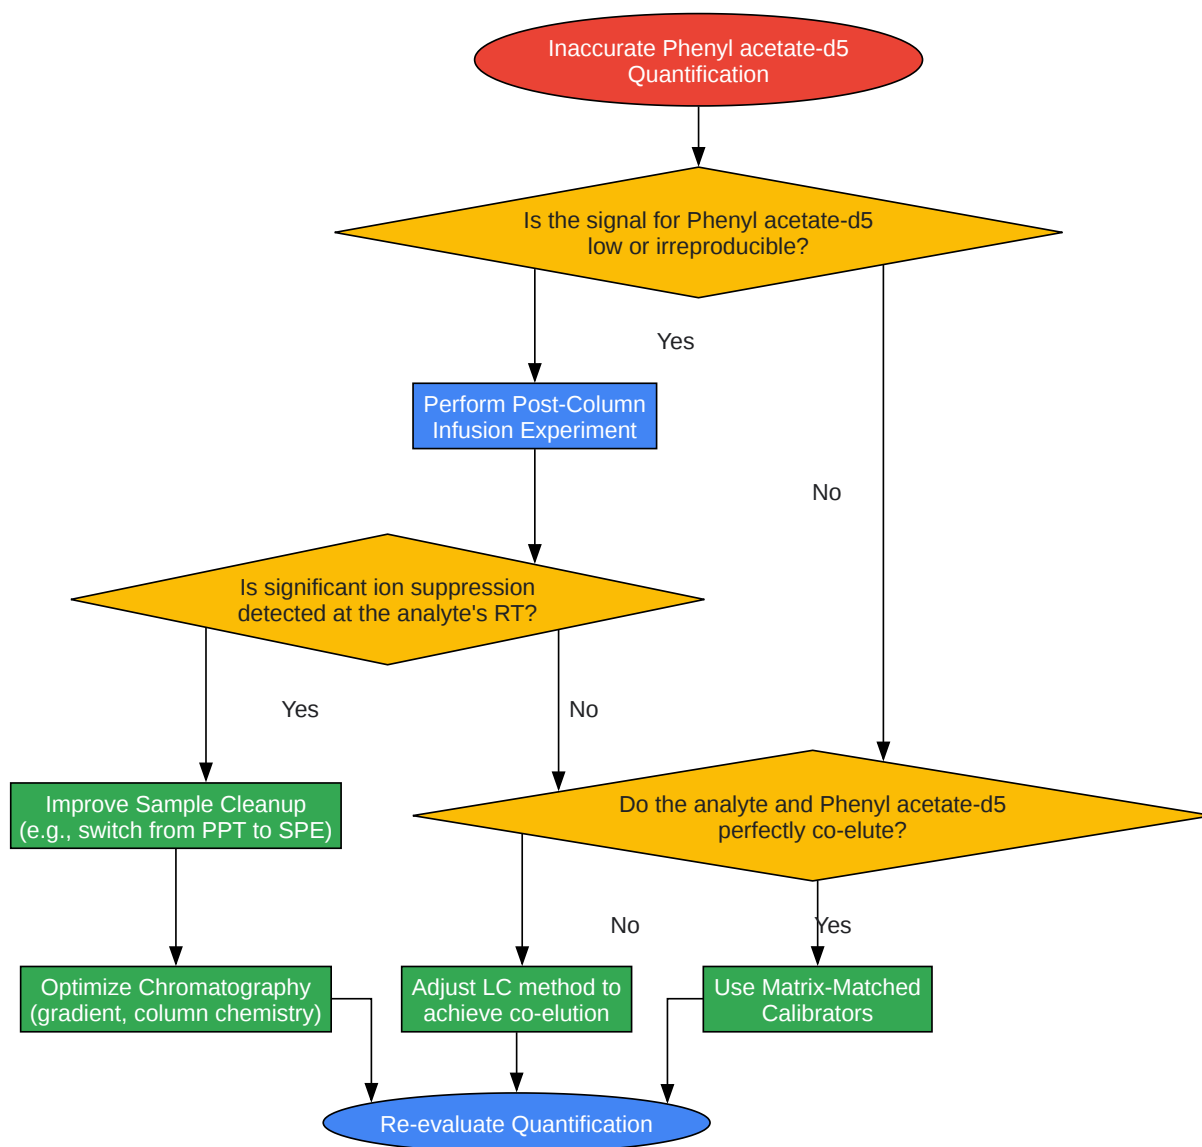 Inaccurate Phenyl acetate-d5
Quantification
Is the signal for Phenyl acetate-d5
low or irreproducible?
Yes
Perform Post-Column
Infusion Experiment
No
Is significant ion suppression
detected at the analyte's RT?
Yes
No
Improve Sample Cleanup
(e.g., switch from PPT to SPE)
Do the analyte and Phenyl acetate-d5
perfectly co-elute?
No
Yes
Optimize Chromatography
(gradient, column chemistry)
Adjust LC method to
achieve co-elution
Use Matrix-Matched
Calibrators
Re-evaluate Quantification